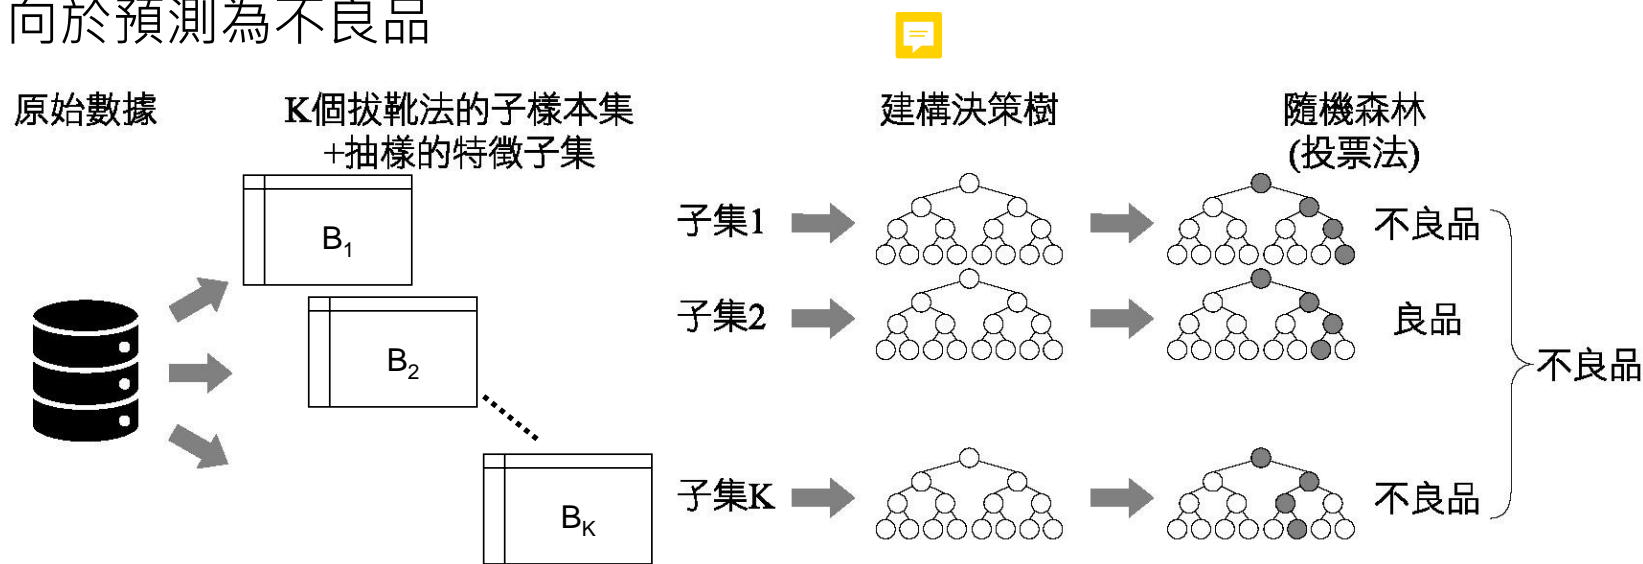 向於預測為不良品
原始數據
K個拔靴法的子樣本集
+抽樣的特徵子集
建構決策樹
隨機森林
(投票法)
B1
子集1
不良品
B2
子集2
良品
不良品
BK
子集K
不良品